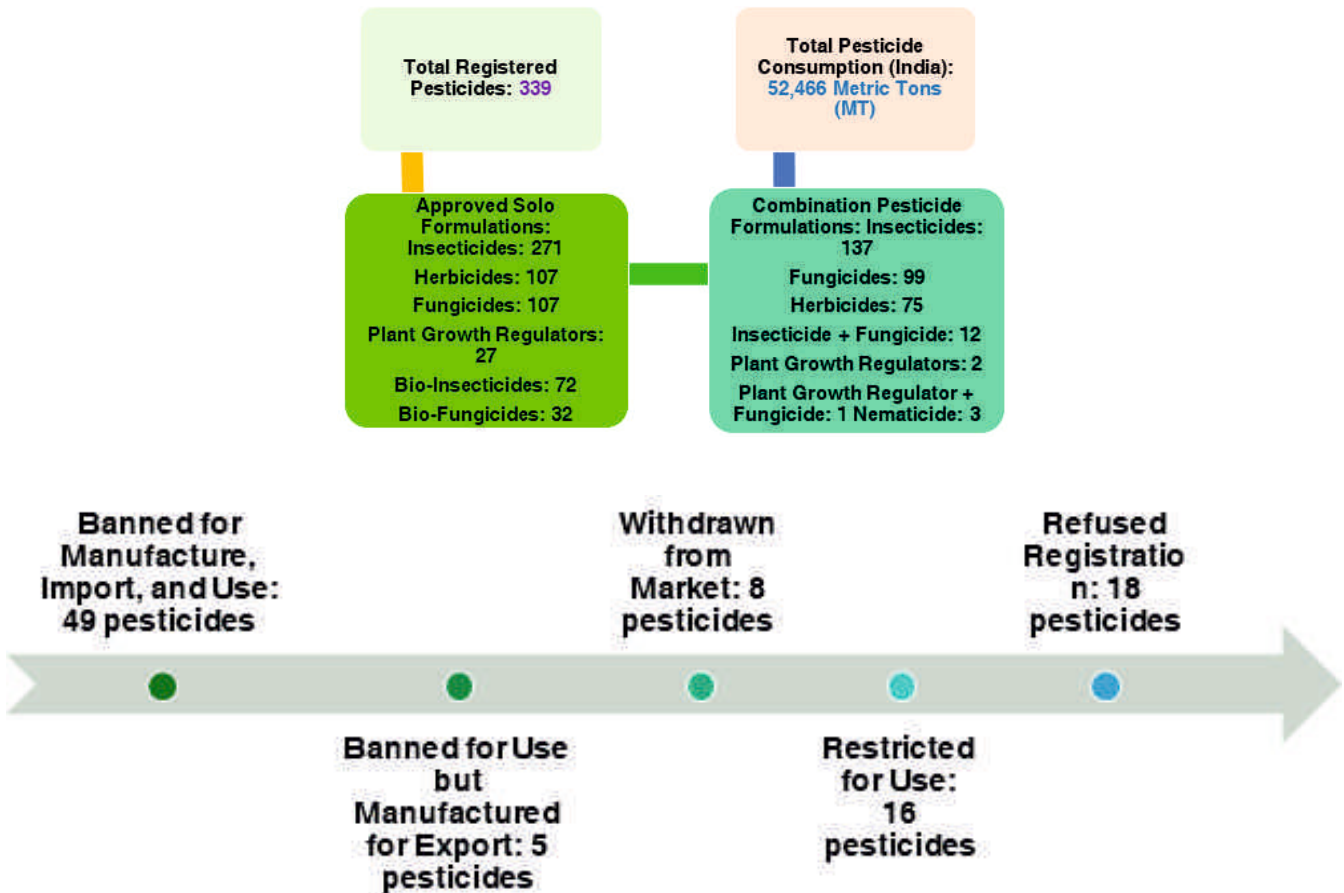 Total Registered
Pesticides: 339
Total Pesticide
Consumption (India):
52,466 Metric Tons
(MT)
Approved Solo
Formulations:
Insecticides: 271
Herbicides: 107
Fungicides: 107
Plant Growth Regulators:
27
Bio-Insecticides: 72
Bio-Fungicides: 32
Combination Pesticide
Formulations: Insecticides:
137
Fungicides: 99
Herbicides: 75
Insecticide + Fungicide: 12
Plant Growth Regulators: 2
Plant Growth Regulator +
Fungicide: 1 Nematicide: 3
Banned for
Manufacture,
Import, and Use:
49 pesticides
Banned for Use
but
Manufactured
for Export: 5
pesticides
Withdrawn
from
Market: 8
pesticides
Restricted
for Use:
16
pesticides
Refused
Registratio
n: 18
pesticides